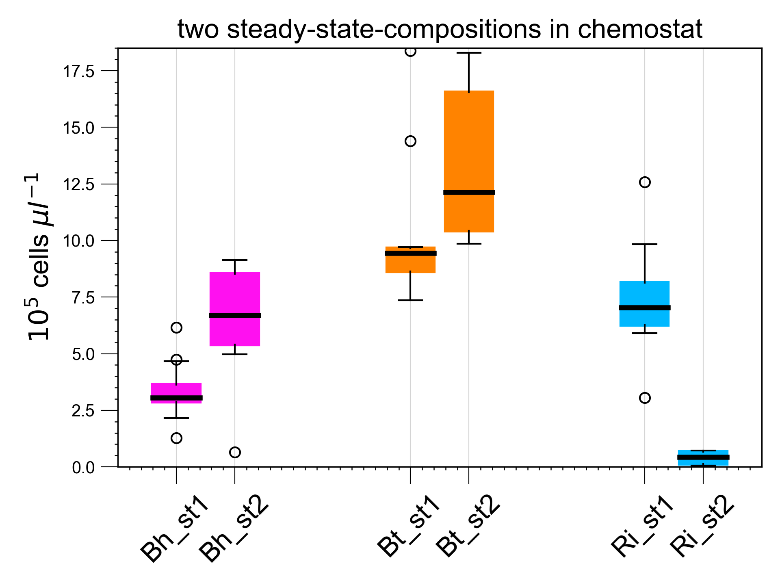 two steady-state-compositions in chemostat
10⁵ cells μl⁻¹
17.5
15.0
12.5
10.0
7.5
5.0
2.5
0.0
Bh_st1
Bh_st2
Bt_st1
Bt_st2
Ri_st1
Ri_st2